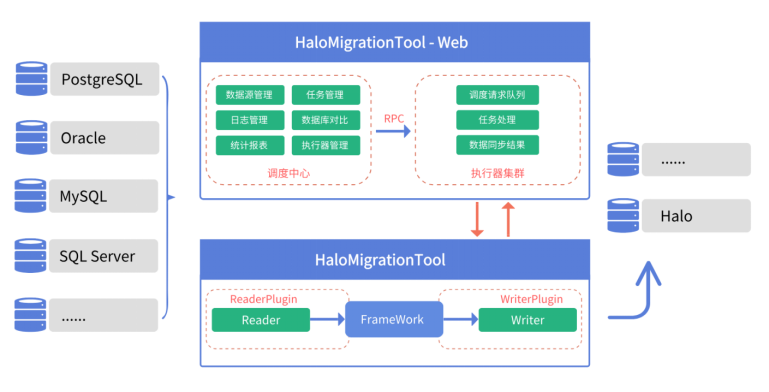 PostgreSQL
Oracle
MySQL
SQL Server
......
HaloMigrationTool - Web
数据源管理 任务管理
日志管理 数据库对比
统计报表 执行器管理
调度中心
RPC
调度请求队列
任务处理
数据同步结果
执行器集群
HaloMigrationTool
ReaderPlugin
Reader
FrameWork
WriterPlugin
Writer
......
Halo